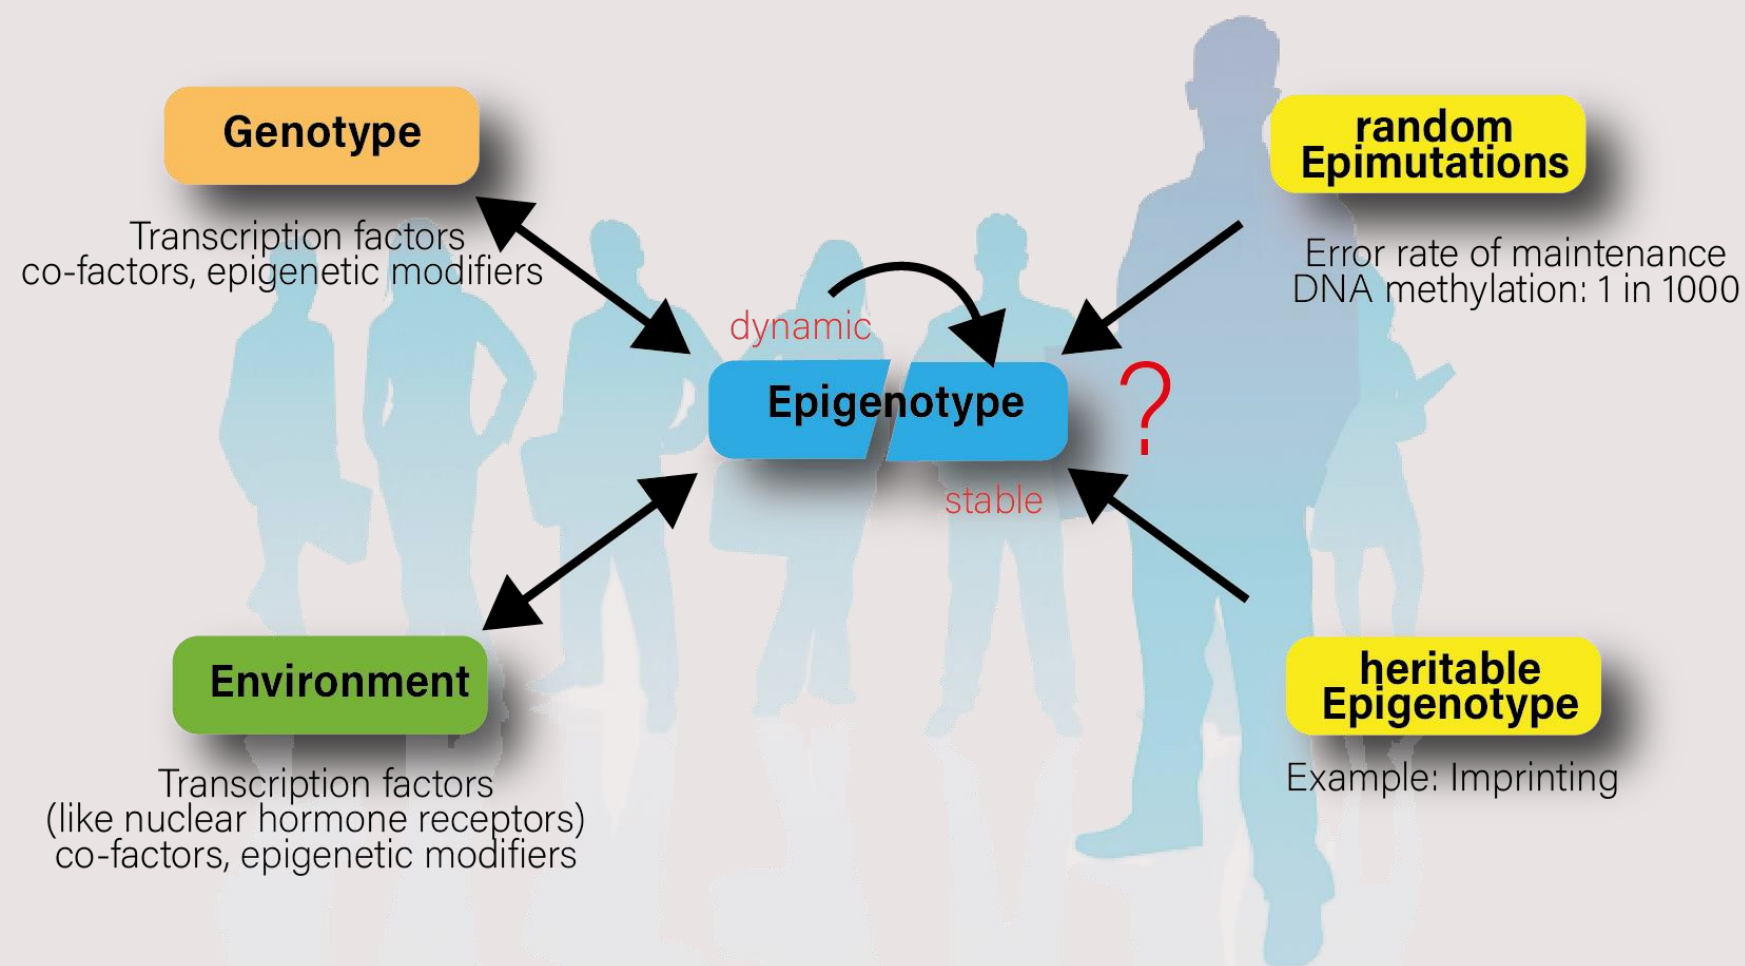 Genotype
Transcription factors
co-factors, epigenetic modifiers
random
Epimutations
Error rate of maintenance
DNA methylation: 1 in 1000
dynamic
Epigenotype
?
stable
Environment
Transcription factors
(like nuclear hormone receptors)
co-factors, epigenetic modifiers
heritable
Epigenotype
Example: Imprinting